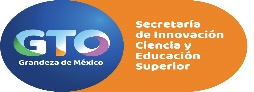 GTO
Grandeza de México
Secretaría
de Innovación
Ciencia y
Educación
Superior